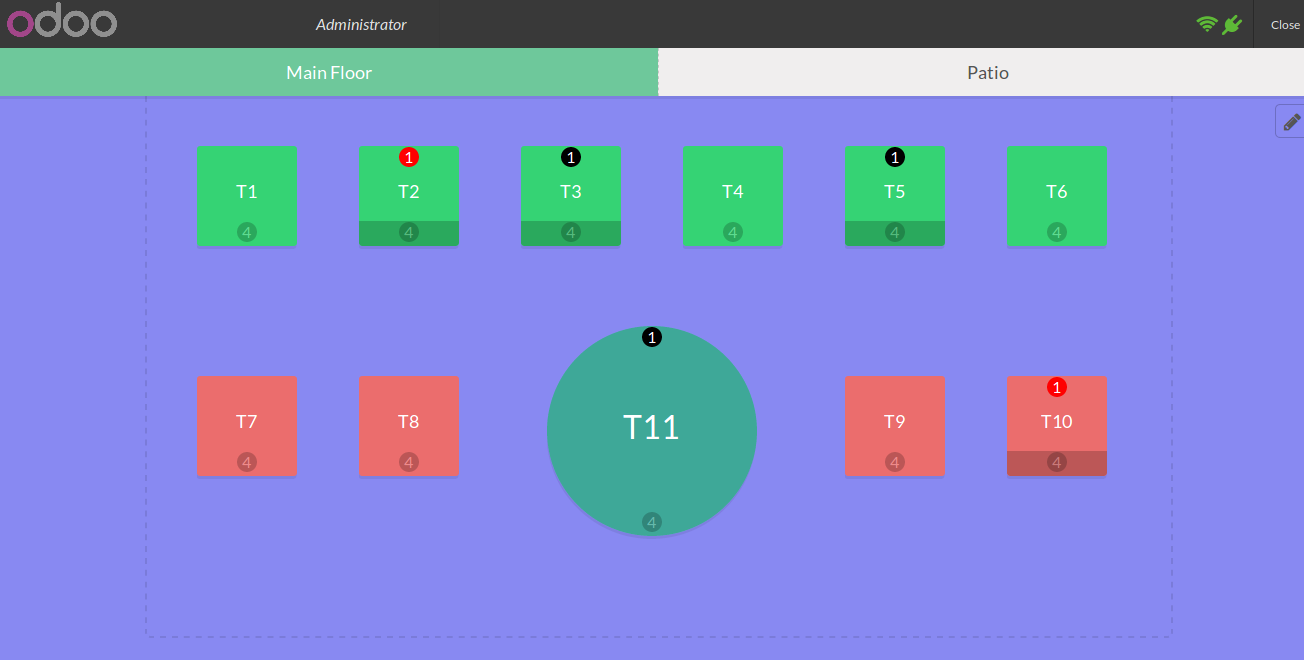 odoo Administrator Close
Main Floor Patio
1 1 1
T1 T2 T3 T4 T5 T6
4 4 4 4 4 4
1
1
T7 T8 T11 T9 T10
4 4 4 4
4